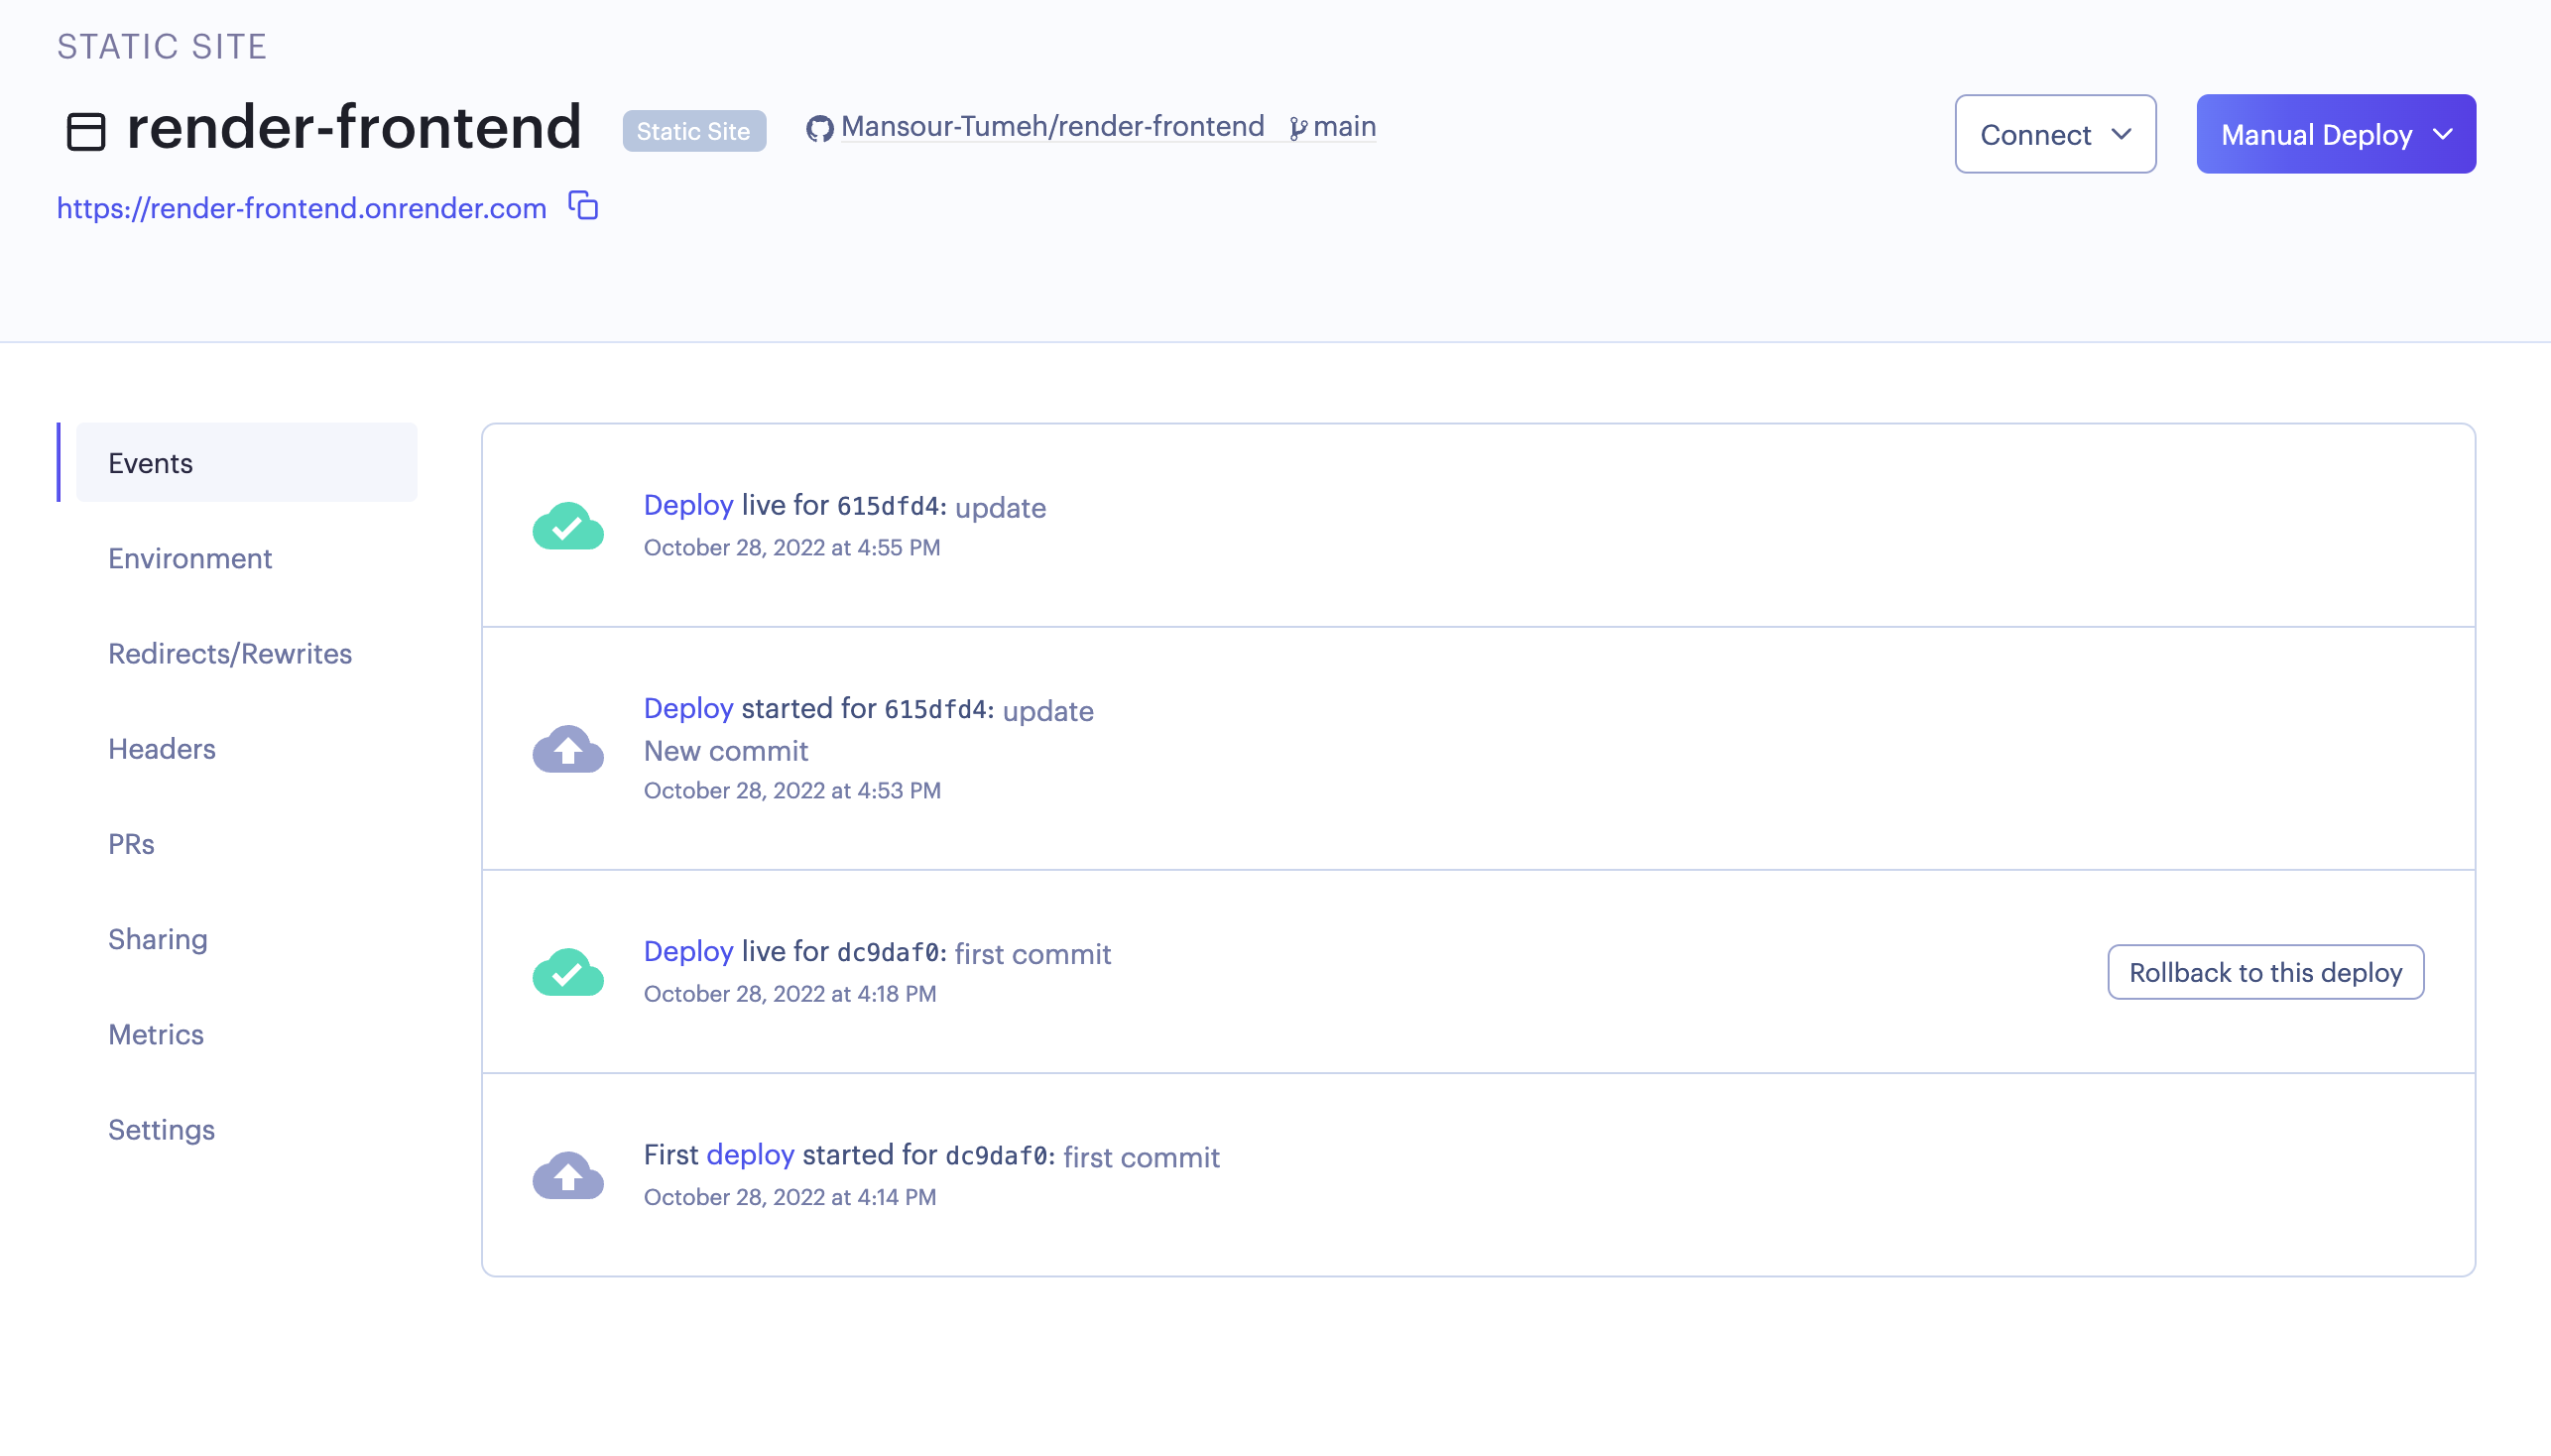 STATIC SITE
render-frontend Static Site Mansour-Tumeh/render-frontend main Connect Manual Deploy
https://render-frontend.onrender.com
Events
Environment
Redirects/Rewrites
Headers
PRs
Sharing
Metrics
Settings
Deploy live for 615dfd4: update
October 28, 2022 at 4:55 PM
Deploy started for 615dfd4: update
New commit
October 28, 2022 at 4:53 PM
Deploy live for dc9daf0: first commit
October 28, 2022 at 4:18 PM
Rollback to this deploy
First deploy started for dc9daf0: first commit
October 28, 2022 at 4:14 PM